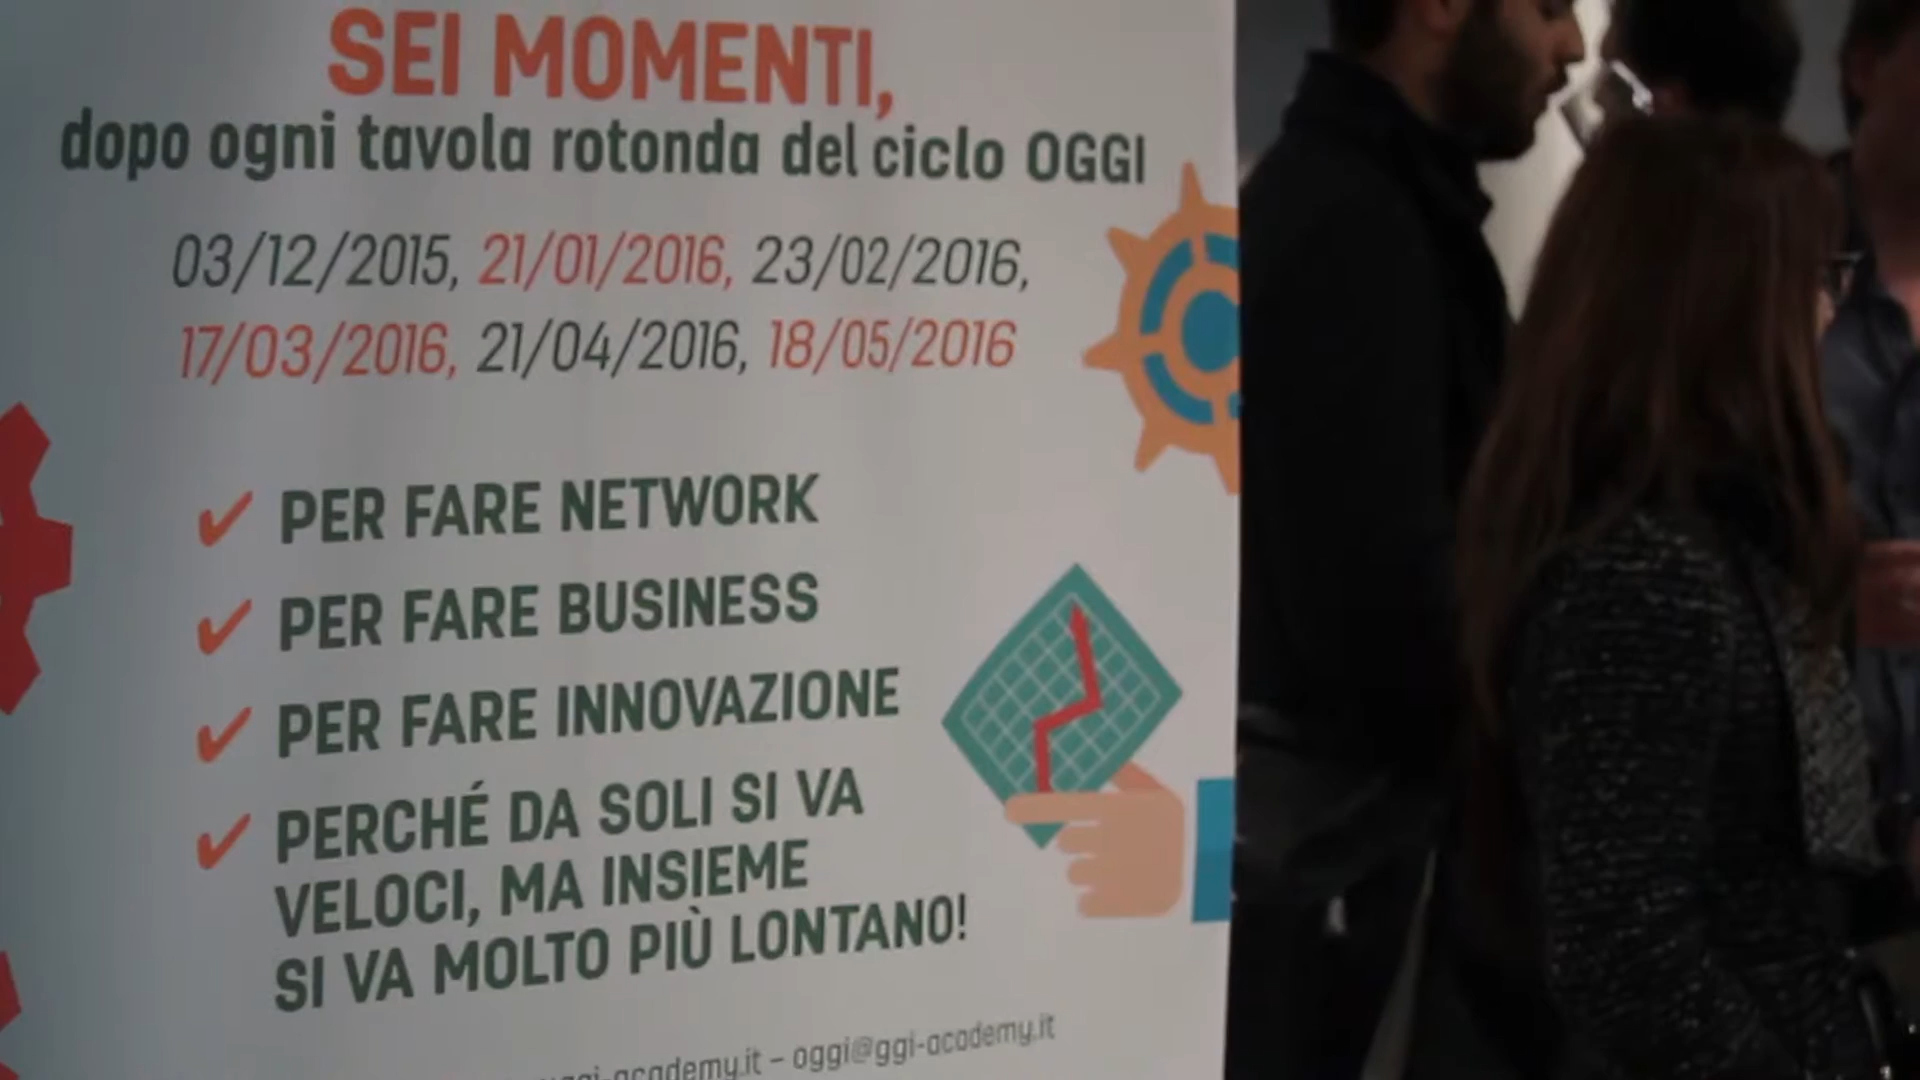 SEI MOMENTI,
dopo ogni tavola rotonda del ciclo OGGI
03/12/2015, 21/01/2016, 23/02/2016,
17/03/2016, 21/04/2016, 18/05/2016
✓ PER FARE NETWORK
✓ PER FARE BUSINESS
✓ PER FARE INNOVAZIONE
✓ PERCHÉ DA SOLI SI VA
VELOCI, MA INSIEME
SI VA MOLTO PIÙ LONTANO!
– oggi@ggi-academy.it